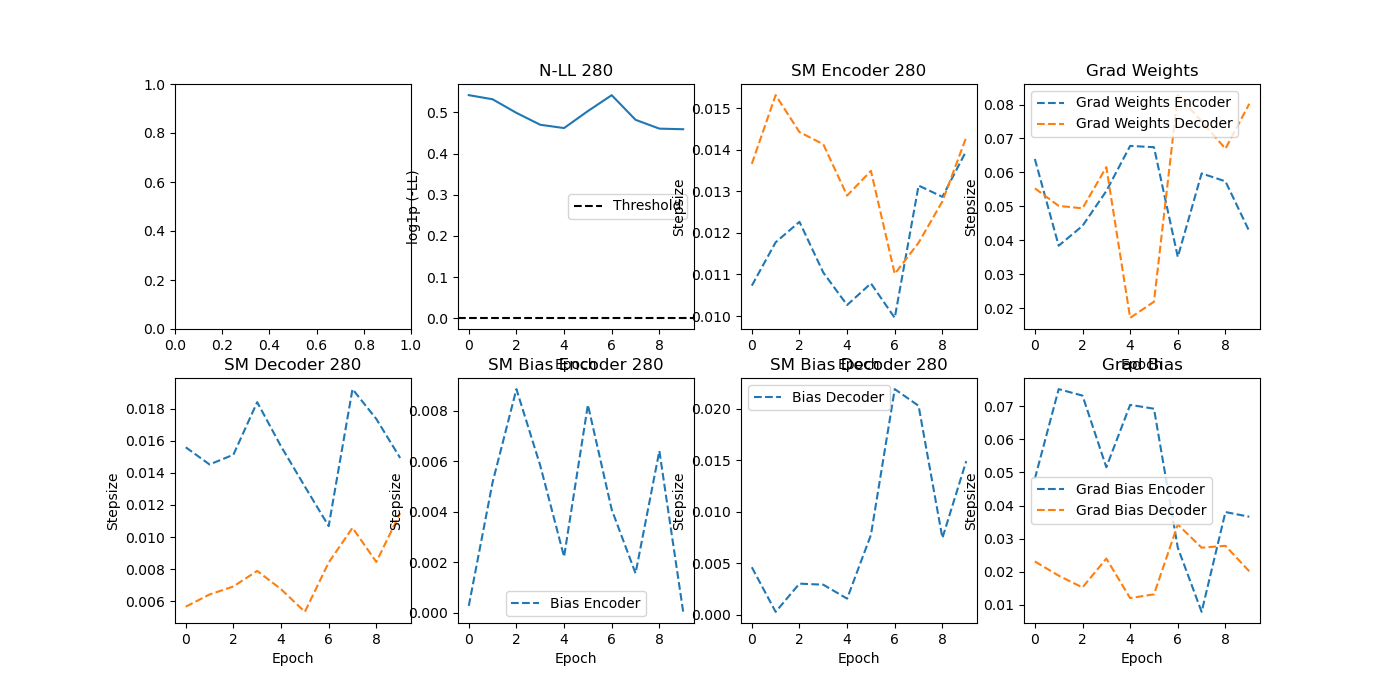 N-LL 280
SM Encoder 280
Grad Weights
1.0
0.8
0.6
0.4
0.2
0.0
0.0 0.2 0.4 0.6 0.8 1.0
log1p (-LL)
0.5
0.4
0.3
0.2
0.1
0.0
Threshold
0 2 4 6 8
Epoch
Stepsize
0.015
0.014
0.013
0.012
0.011
0.010
0 2 4 6 8
Epoch
Stepsize
0.08
0.07
0.06
0.05
0.04
0.03
0.02
Grad Weights Encoder
Grad Weights Decoder
0 2 4 6 8
Epoch
SM Decoder 280
SM Bias Encoder 280
SM Bias Decoder 280
Grad Bias
Stepsize
0.018
0.016
0.014
0.012
0.010
0.008
0.006
0 2 4 6 8
Epoch
Stepsize
0.008
0.006
0.004
0.002
0.000
Bias Encoder
0 2 4 6 8
Epoch
Stepsize
0.020
0.015
0.010
0.005
0.000
Bias Decoder
0 2 4 6 8
Epoch
Stepsize
0.07
0.06
0.05
0.04
0.03
0.02
0.01
Grad Bias Encoder
Grad Bias Decoder
0 2 4 6 8
Epoch